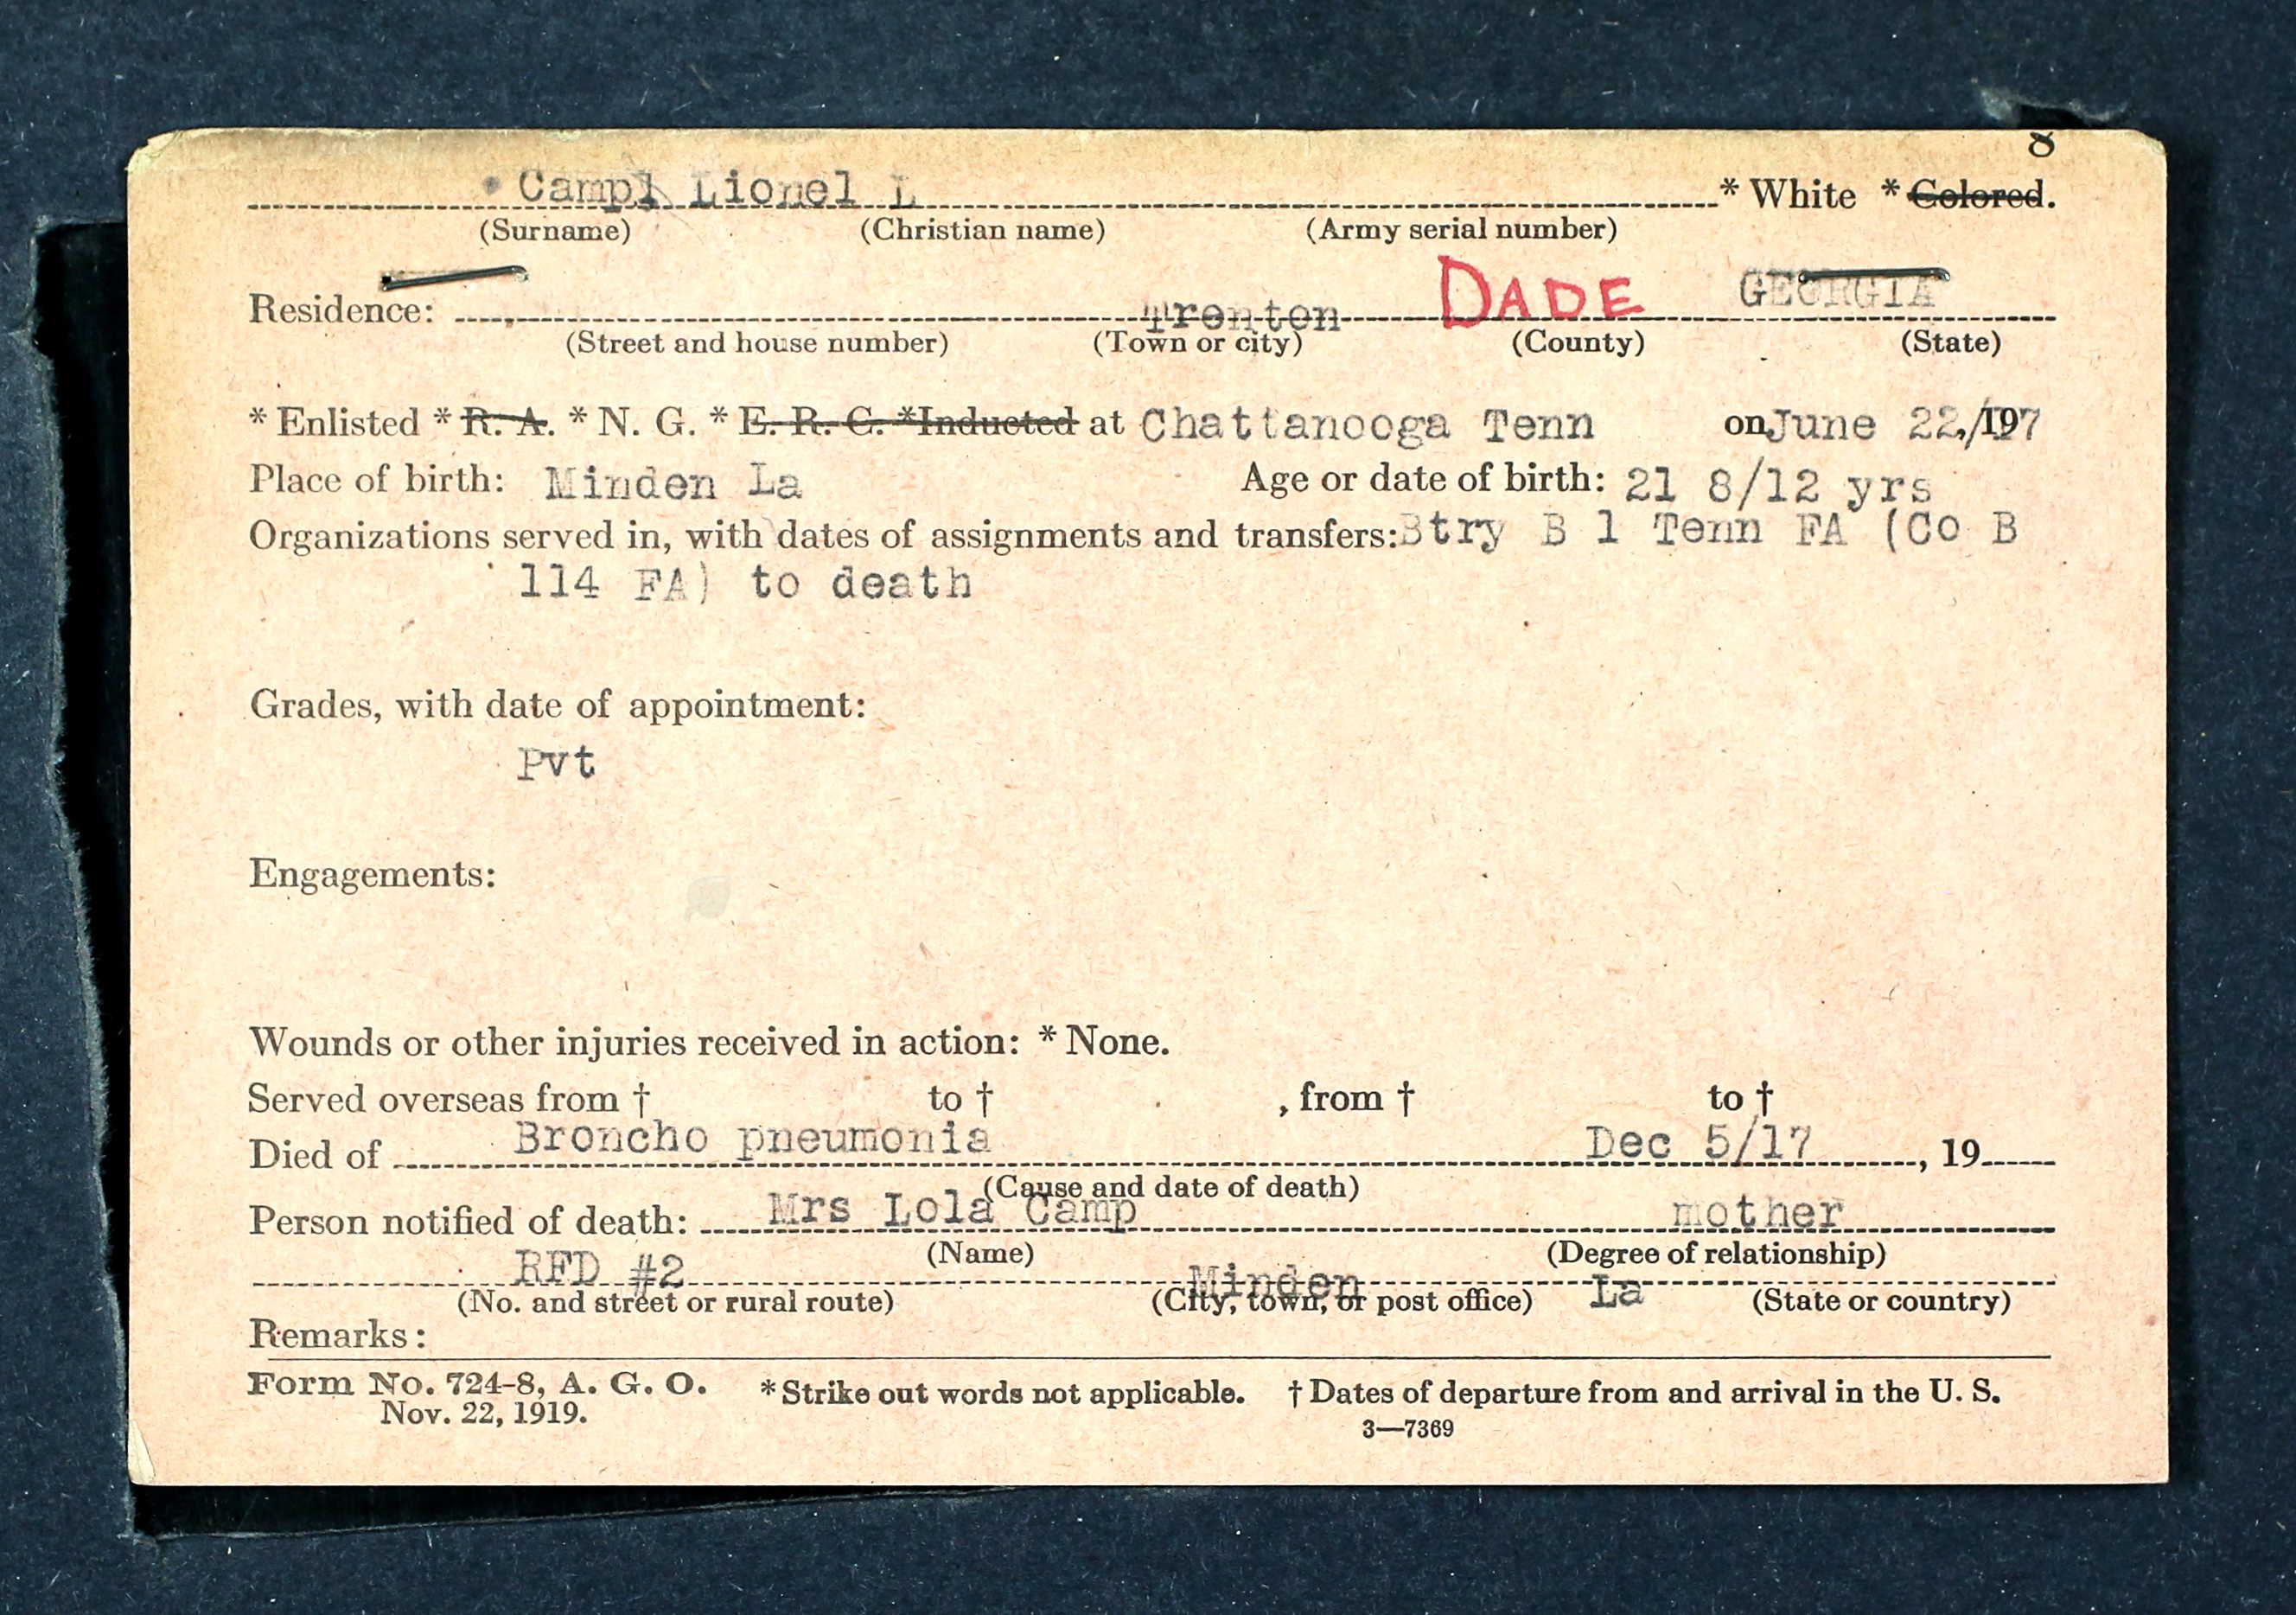 8
Camp Lionel L * White * Colored.
(Surname) (Christian name) (Army serial number)
Residence: Trenton DADE GEORGIA
(Street and house number) (Town or city) (County) (State)
* Enlisted * R. A. * N. G. * E. R. C. * Inducted at Chattanooga Tenn on June 22/17, 19
Place of birth: Minden La Age or date of birth: 21 8/12 yrs
Organizations served in, with dates of assignments and transfers: Btry B 1 Tenn FA (Co B
114 FA) to death
Grades, with date of appointment:
Pvt
Engagements:
Wounds or other injuries received in action: * None.
Served overseas from † to † , from † to †
Died of Broncho pneumonia Dec 5/17, 19
(Cause and date of death)
Person notified of death: Mrs Lola Camp mother
(Name) (Degree of relationship)
RFD #2 Minden La
(No. and street or rural route) (City, town, or post office) (State or country)
Remarks:
Form No. 724-8, A. G. O. * Strike out words not applicable. † Dates of departure from and arrival in the U. S.
Nov. 22, 1919.
3—7369